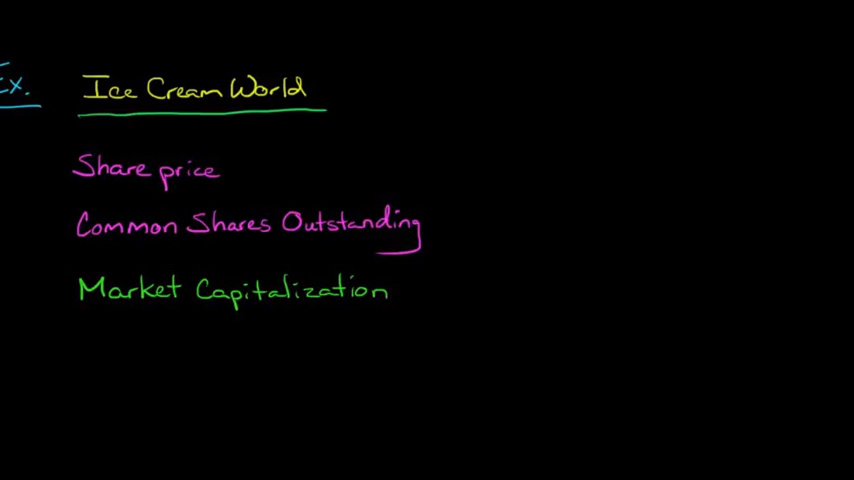 Ex. Ice Cream World
Share price
Common Shares Outstanding
Market Capitalization